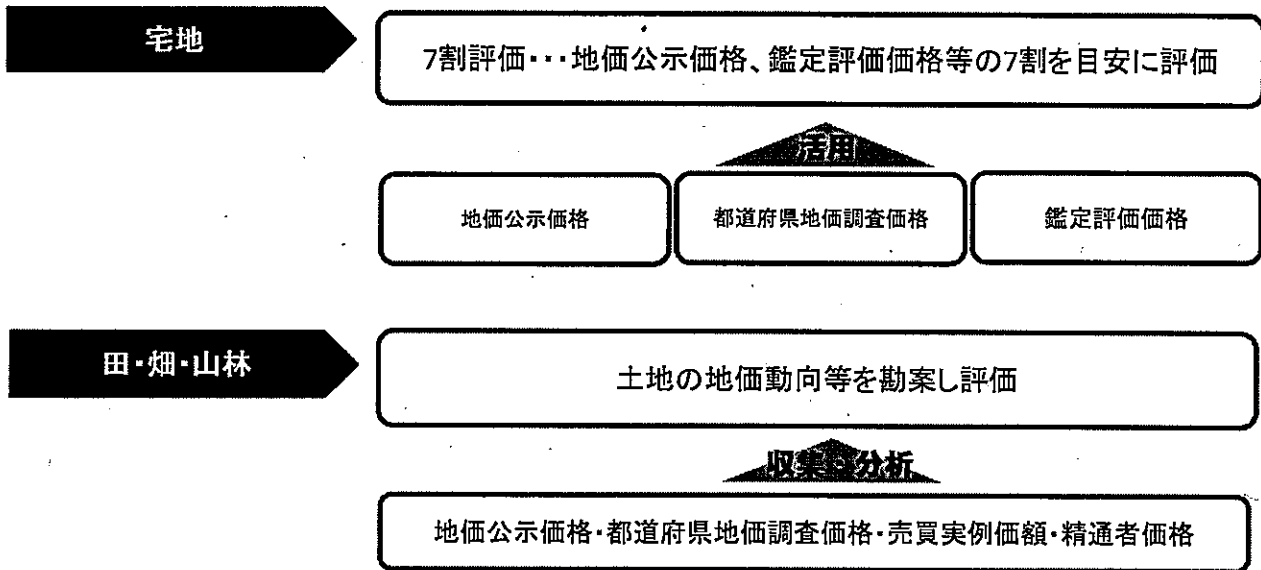 宅地
7割評価･･･地価公示価格、鑑定評価価格等の7割を目安に評価
活用
地価公示価格
都道府県地価調査価格
鑑定評価価格
田･畑･山林
土地の地価動向等を勘案し評価
収集･分析
地価公示価格･都道府県地価調査価格･売買実例価額･精通者価格